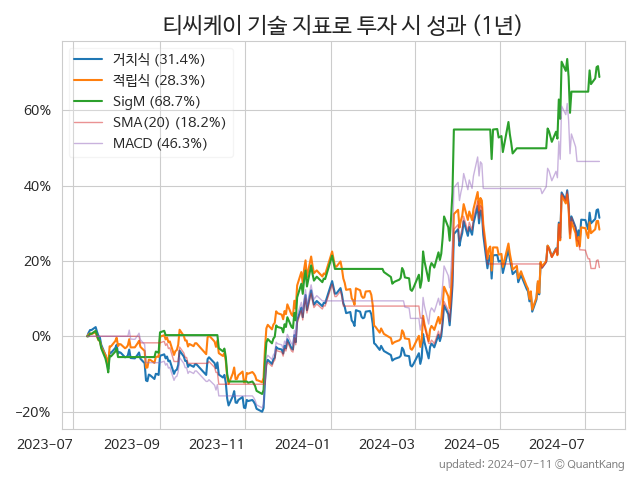 티씨케이 기술 지표로 투자 시 성과 (1년)
거치식 (31.4%)
적립식 (28.3%)
SigM (68.7%)
SMA(20) (18.2%)
MACD (46.3%)
60%
40%
20%
0%
−20%
2023-07 2023-09 2023-11 2024-01 2024-03 2024-05 2024-07
updated: 2024-07-11 © QuantKang